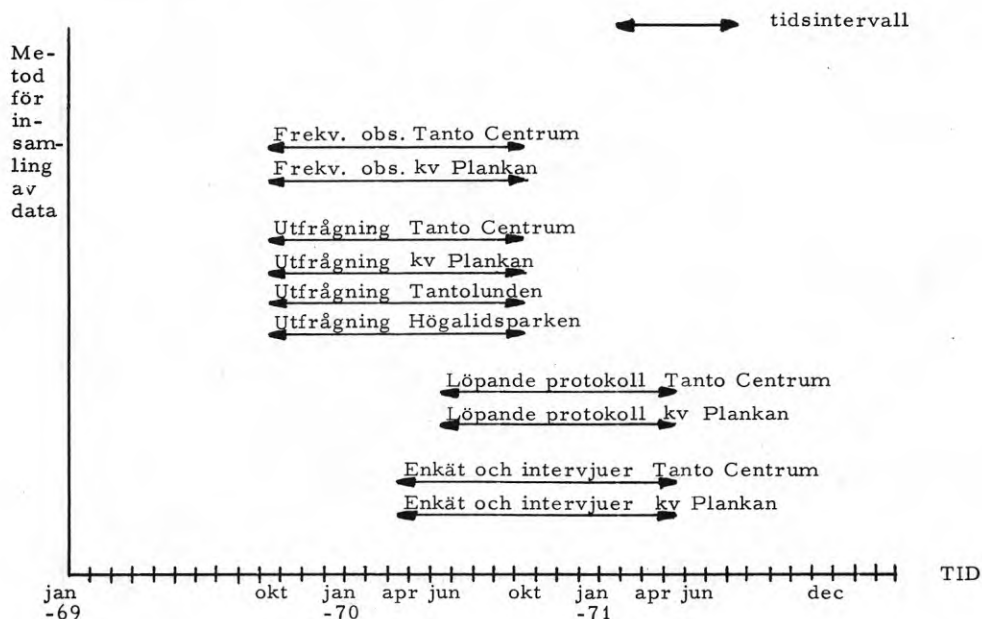 tidsintervall
Me-
tod
för
in-
sam-
ling
av
data
Frekv. obs. Tanto Centrum
Frekv. obs. kv Plankan
Utfrågning Tanto Centrum
Utfrågning kv Plankan
Utfrågning Tantolunden
Utfrågning Högalidsparken
Löpande protokoll Tanto Centrum
Löpande protokoll kv Plankan
Enkät och intervjuer Tanto Centrum
Enkät och intervjuer kv Plankan
TID
jan okt jan apr jun okt jan apr jun dec
-69 -70 -71